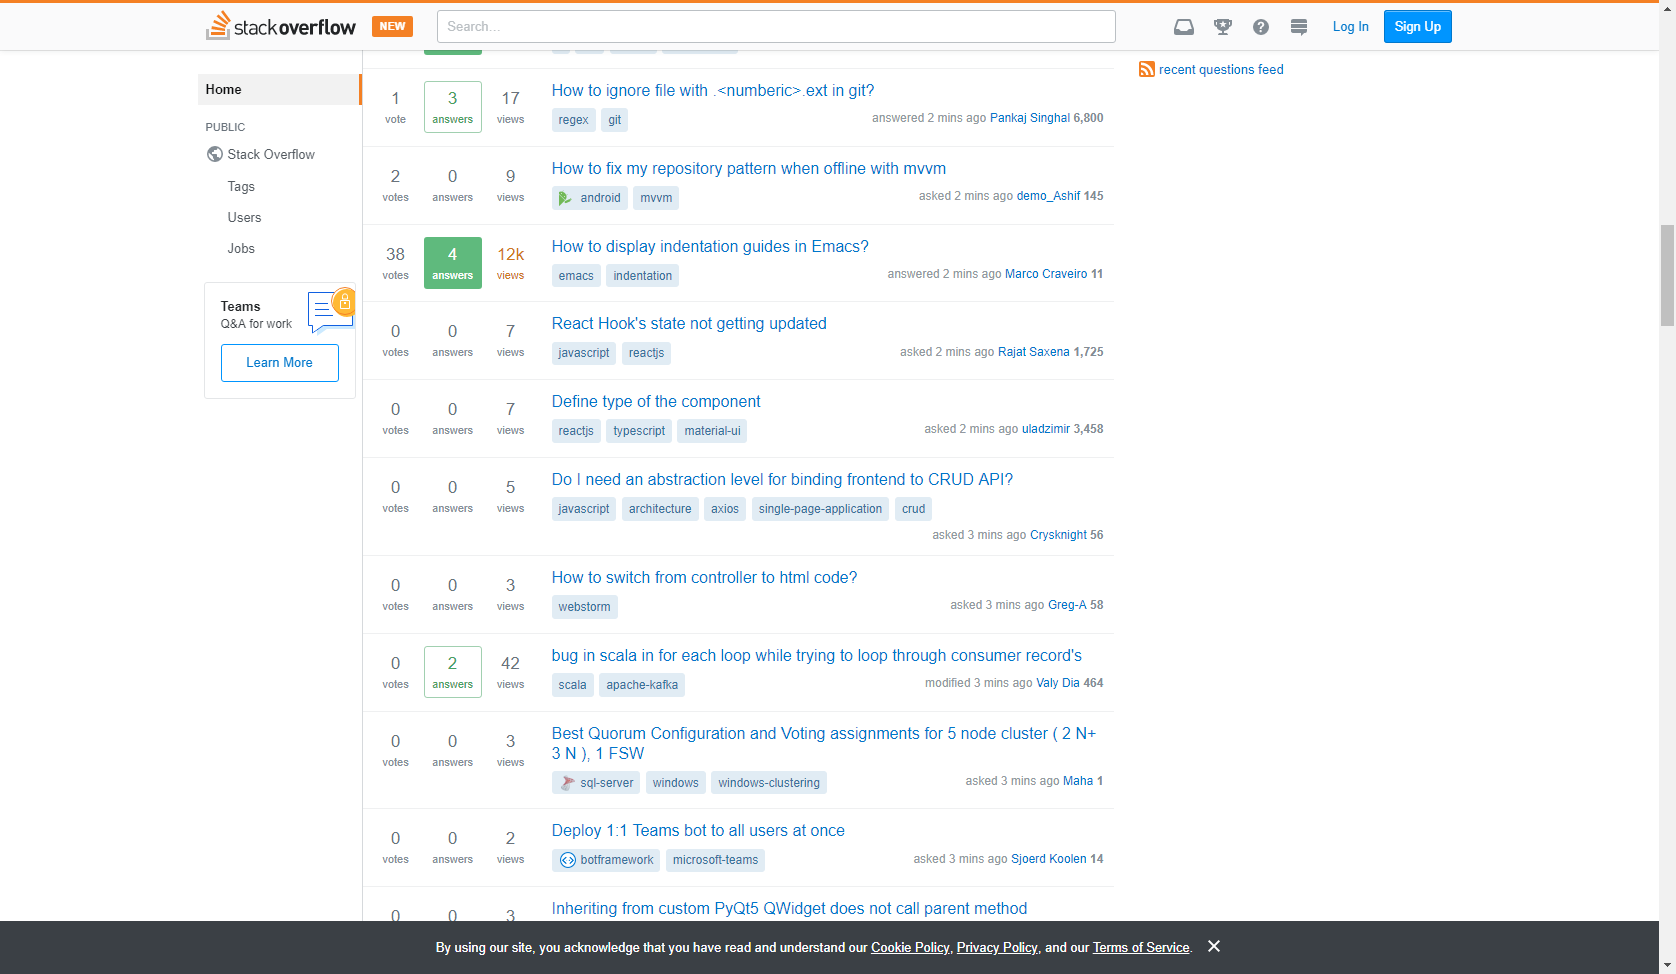 stackoverflow
NEW
Search...
Log In
Sign Up
Home
PUBLIC
Stack Overflow
Tags
Users
Jobs
Teams
Q&A for work
Learn More
recent questions feed
1 vote 3 answers 17 views
How to ignore file with .<numberic>.ext in git?
regex git
answered 2 mins ago Pankaj Singhal 6,800
2 votes 0 answers 9 views
How to fix my repository pattern when offline with mvvm
android mvvm
asked 2 mins ago demo_Ashif 145
38 votes 4 answers 12k views
How to display indentation guides in Emacs?
emacs indentation
answered 2 mins ago Marco Craveiro 11
0 votes 0 answers 7 views
React Hook's state not getting updated
javascript reactjs
asked 2 mins ago Rajat Saxena 1,725
0 votes 0 answers 7 views
Define type of the component
reactjs typescript material-ui
asked 2 mins ago uladzimir 3,458
0 votes 0 answers 5 views
Do I need an abstraction level for binding frontend to CRUD API?
javascript architecture axios single-page-application crud
asked 3 mins ago Crysknight 56
0 votes 0 answers 3 views
How to switch from controller to html code?
webstorm
asked 3 mins ago Greg-A 58
0 votes 2 answers 42 views
bug in scala in for each loop while trying to loop through consumer record's
scala apache-kafka
modified 3 mins ago Valy Dia 464
0 votes 0 answers 3 views
Best Quorum Configuration and Voting assignments for 5 node cluster ( 2 N+
3 N ), 1 FSW
sql-server windows windows-clustering
asked 3 mins ago Maha 1
0 votes 0 answers 2 views
Deploy 1:1 Teams bot to all users at once
botframework microsoft-teams
asked 3 mins ago Sjoerd Koolen 14
0 0 3
Inheriting from custom PyQt5 QWidget does not call parent method
By using our site, you acknowledge that you have read and understand our Cookie Policy, Privacy Policy, and our Terms of Service.